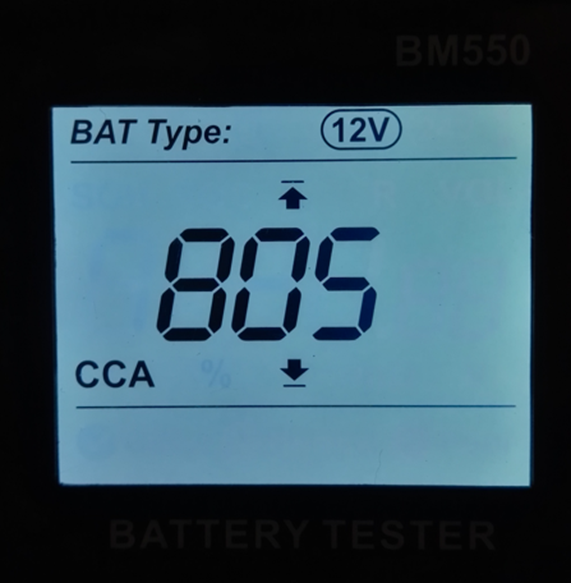 BM550
BAT Type: 12V
805
CCA
BATTERY TESTER